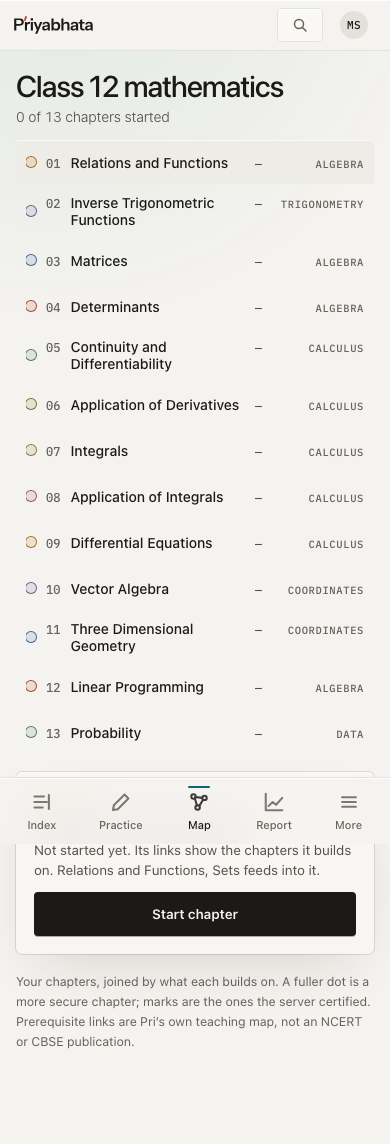 Priyabhata
MS
Class 12 mathematics
0 of 13 chapters started
01 Relations and Functions — ALGEBRA
02 Inverse Trigonometric Functions — TRIGONOMETRY
03 Matrices — ALGEBRA
04 Determinants — ALGEBRA
05 Continuity and Differentiability — CALCULUS
06 Application of Derivatives — CALCULUS
07 Integrals — CALCULUS
08 Application of Integrals — CALCULUS
09 Differential Equations — CALCULUS
10 Vector Algebra — COORDINATES
11 Three Dimensional Geometry — COORDINATES
12 Linear Programming — ALGEBRA
13 Probability — DATA
Index Practice Map Report More
Not started yet. Its links show the chapters it builds
on. Relations and Functions, Sets feeds into it.
Start chapter
Your chapters, joined by what each builds on. A fuller dot is a
more secure chapter; marks are the ones the server certified.
Prerequisite links are Pri's own teaching map, not an NCERT
or CBSE publication.